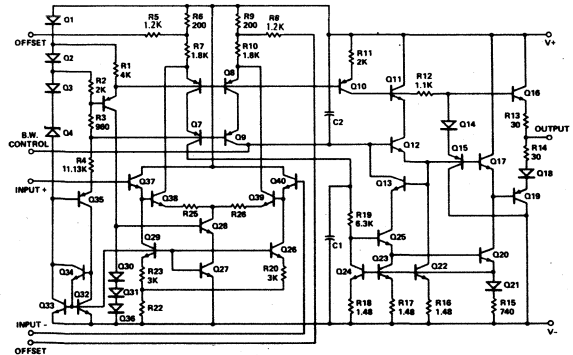 Q1
OFFSET
R5 1.2K
R6 200
R9 200
R8 1.2K
V+
Q2
R1 4K
R7 1.8K
R10 1.8K
R11 2K
Q3
R2 2K
Q8
Q10
Q11
R12 1.1K
Q16
R3 980
R13 30
Q4
C2
Q14
OUTPUT
B.W. CONTROL
Q7
Q9
Q12
R14 30
R4 11.13K
Q15
Q17
Q18
INPUT +
Q37
Q40
Q13
Q19
Q35
Q38
Q39
R25
R26
R19 6.3K
Q28
C1
Q25
Q29
Q26
Q20
Q34
Q30
R23 3K
Q27
R20 3K
Q24
Q23
Q22
Q21
Q33
Q32
Q31
Q36
R22
R18 1.48
R17 1.48
R16 1.48
R15 740
INPUT -
V-
OFFSET